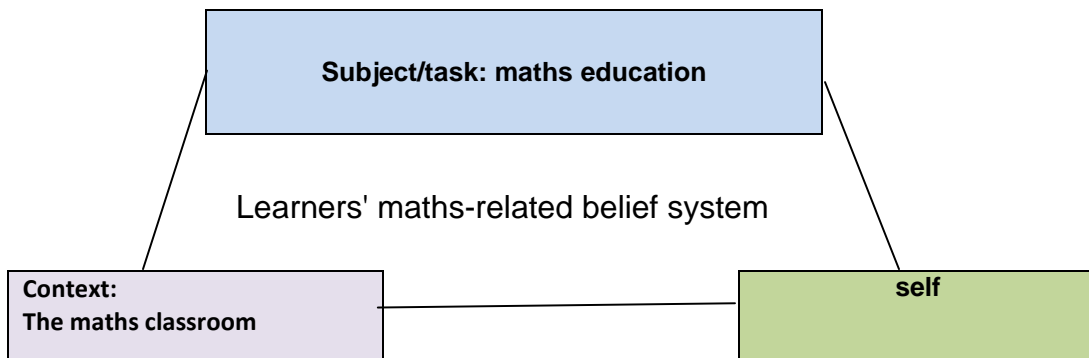 Subject/task: maths education
Learners' maths-related belief system
Context:
The maths classroom
self